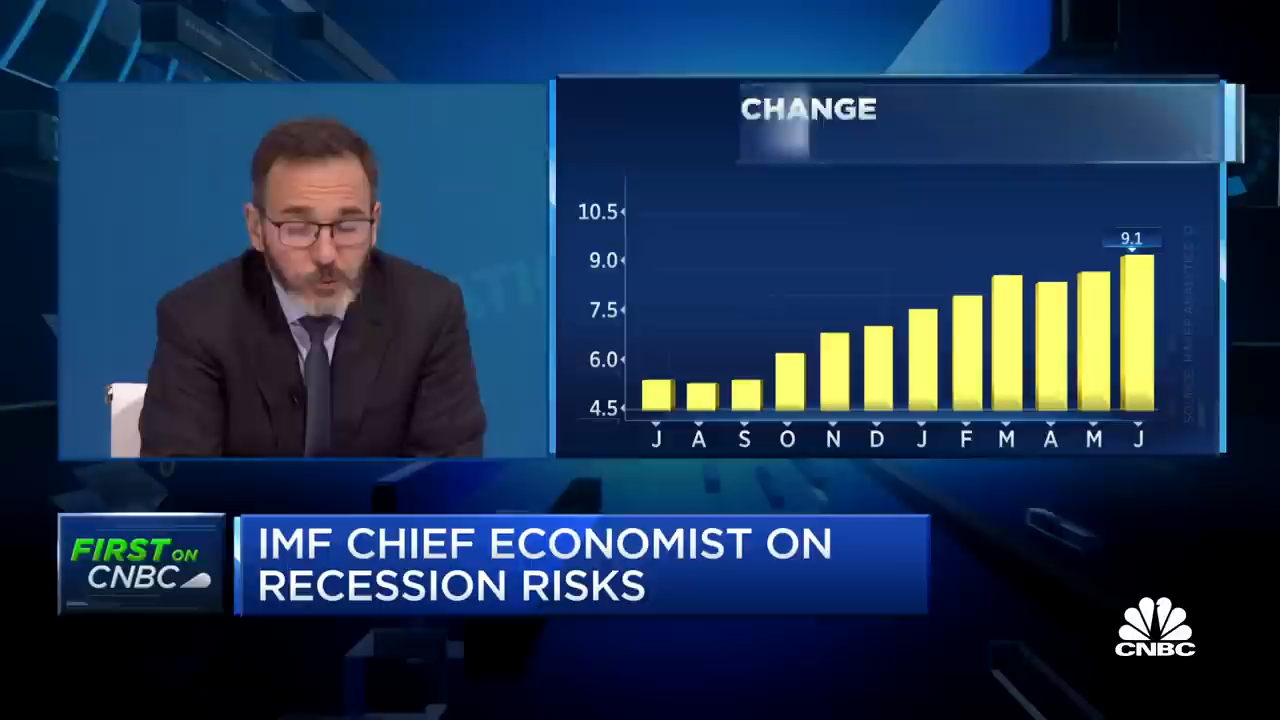 CHANGE
10.5
9.0
7.5
6.0
4.5
9.1
J A S O N D J F M A M J
FIRST ON
CNBC
IMF CHIEF ECONOMIST ON
RECESSION RISKS
CNBC